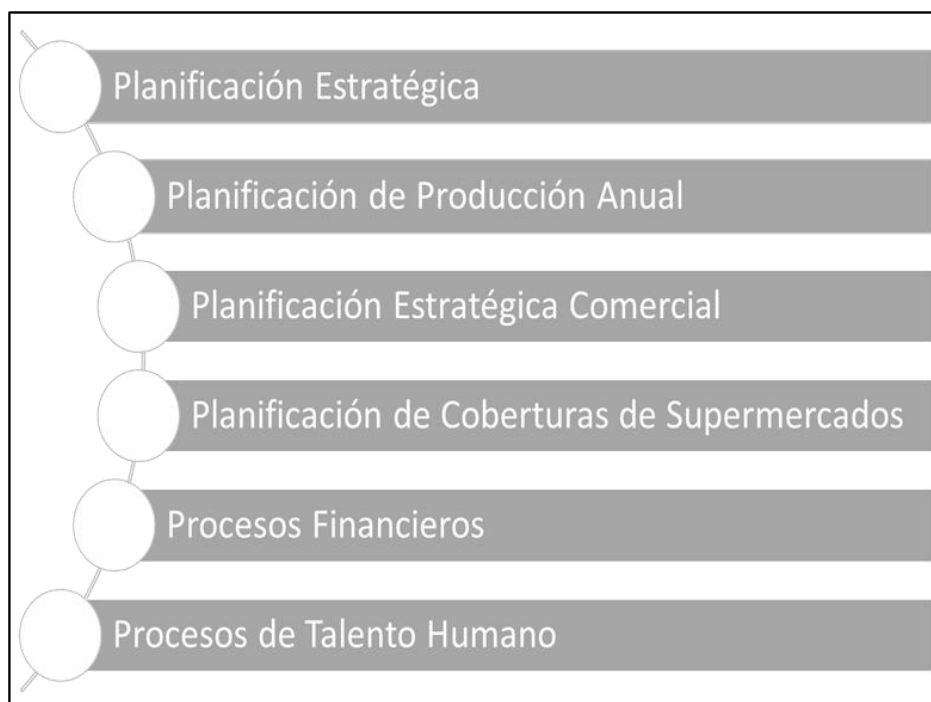 Planificación Estratégica
Planificación de Producción Anual
Planificación Estratégica Comercial
Planificación de Coberturas de Supermercados
Procesos Financieros
Procesos de Talento Humano